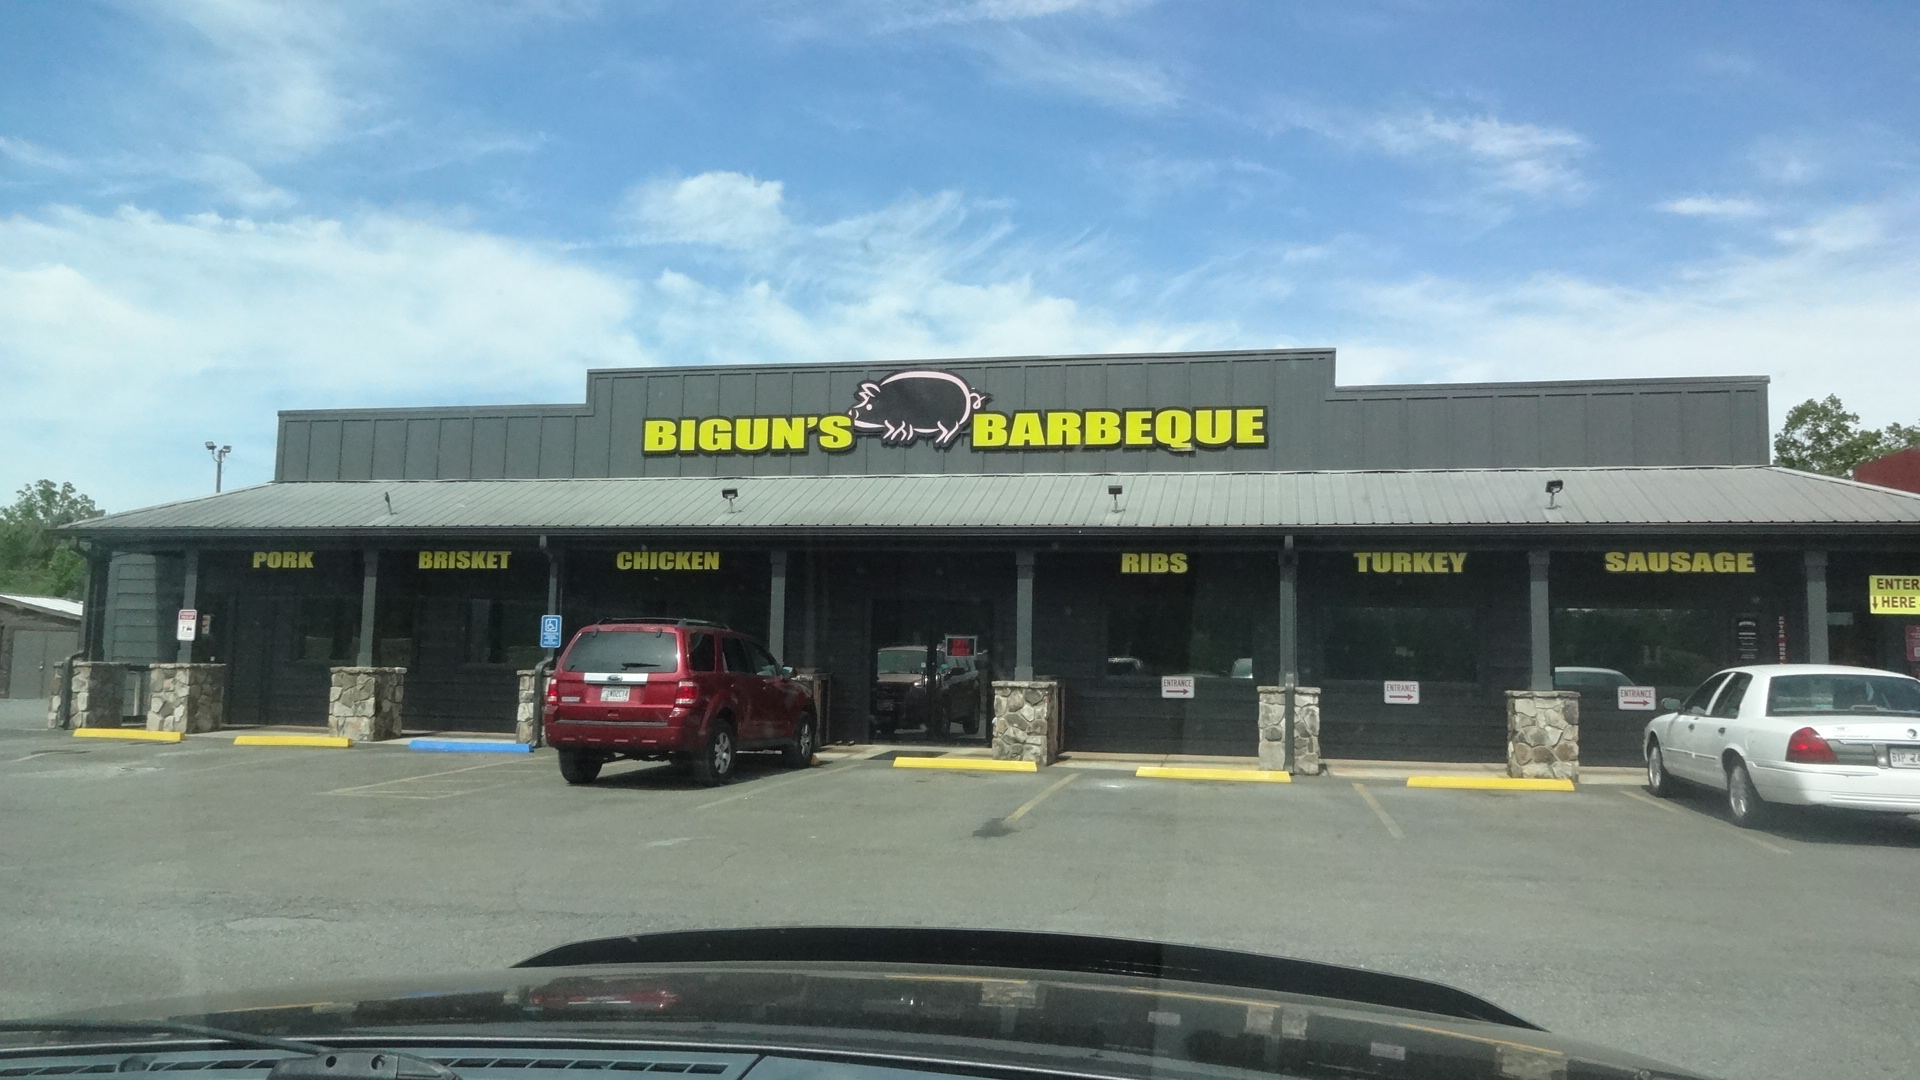 BIGUN'S BARBEQUE
PORK
BRISKET
CHICKEN
RIBS
TURKEY
SAUSAGE
ENTER
↓ HERE
ENTRANCE
ENTRANCE
ENTRANCE